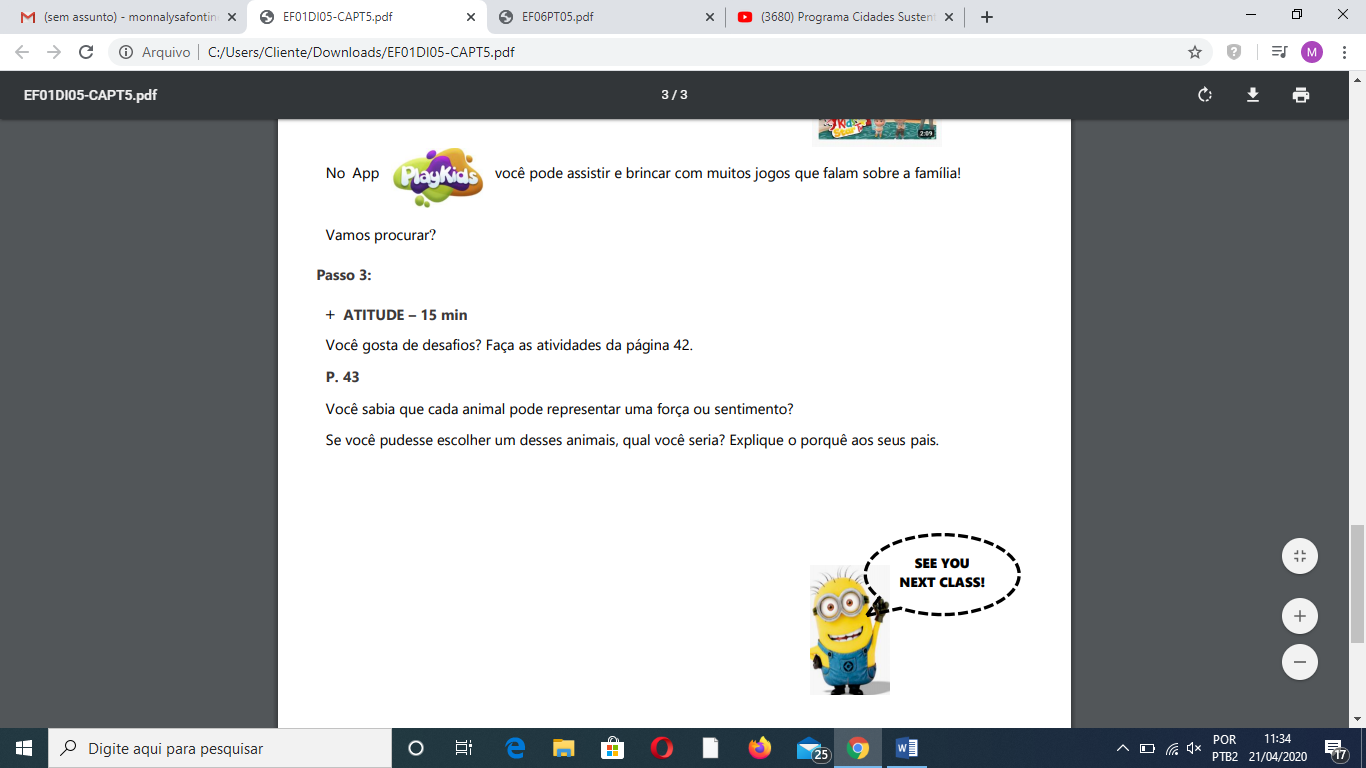 (sem assunto) - monnalysafontin
EF01DI05-CAPT5.pdf
EF06PT05.pdf
(3680) Programa Cidades Sustent
Arquivo
C:/Users/Cliente/Downloads/EF01DI05-CAPT5.pdf
M
EF01DI05-CAPT5.pdf
3 / 3
Kids
Star
2:09
No App PlayKids você pode assistir e brincar com muitos jogos que falam sobre a família!
Vamos procurar?
Passo 3:
+ ATITUDE – 15 min
Você gosta de desafios? Faça as atividades da página 42.
P. 43
Você sabia que cada animal pode representar uma força ou sentimento?
Se você pudesse escolher um desses animais, qual você seria? Explique o porquê aos seus pais.
SEE YOU
NEXT CLASS!
Digite aqui para pesquisar
25
POR
PTB2
11:34
21/04/2020
17